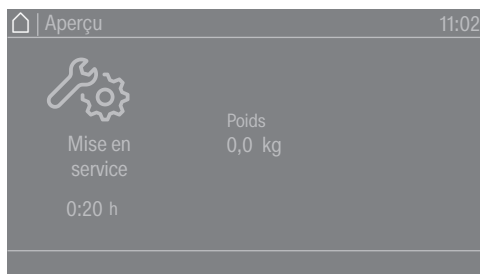 Aperçu 11:02
Mise en
service
0:20 h
Poids
0,0 kg